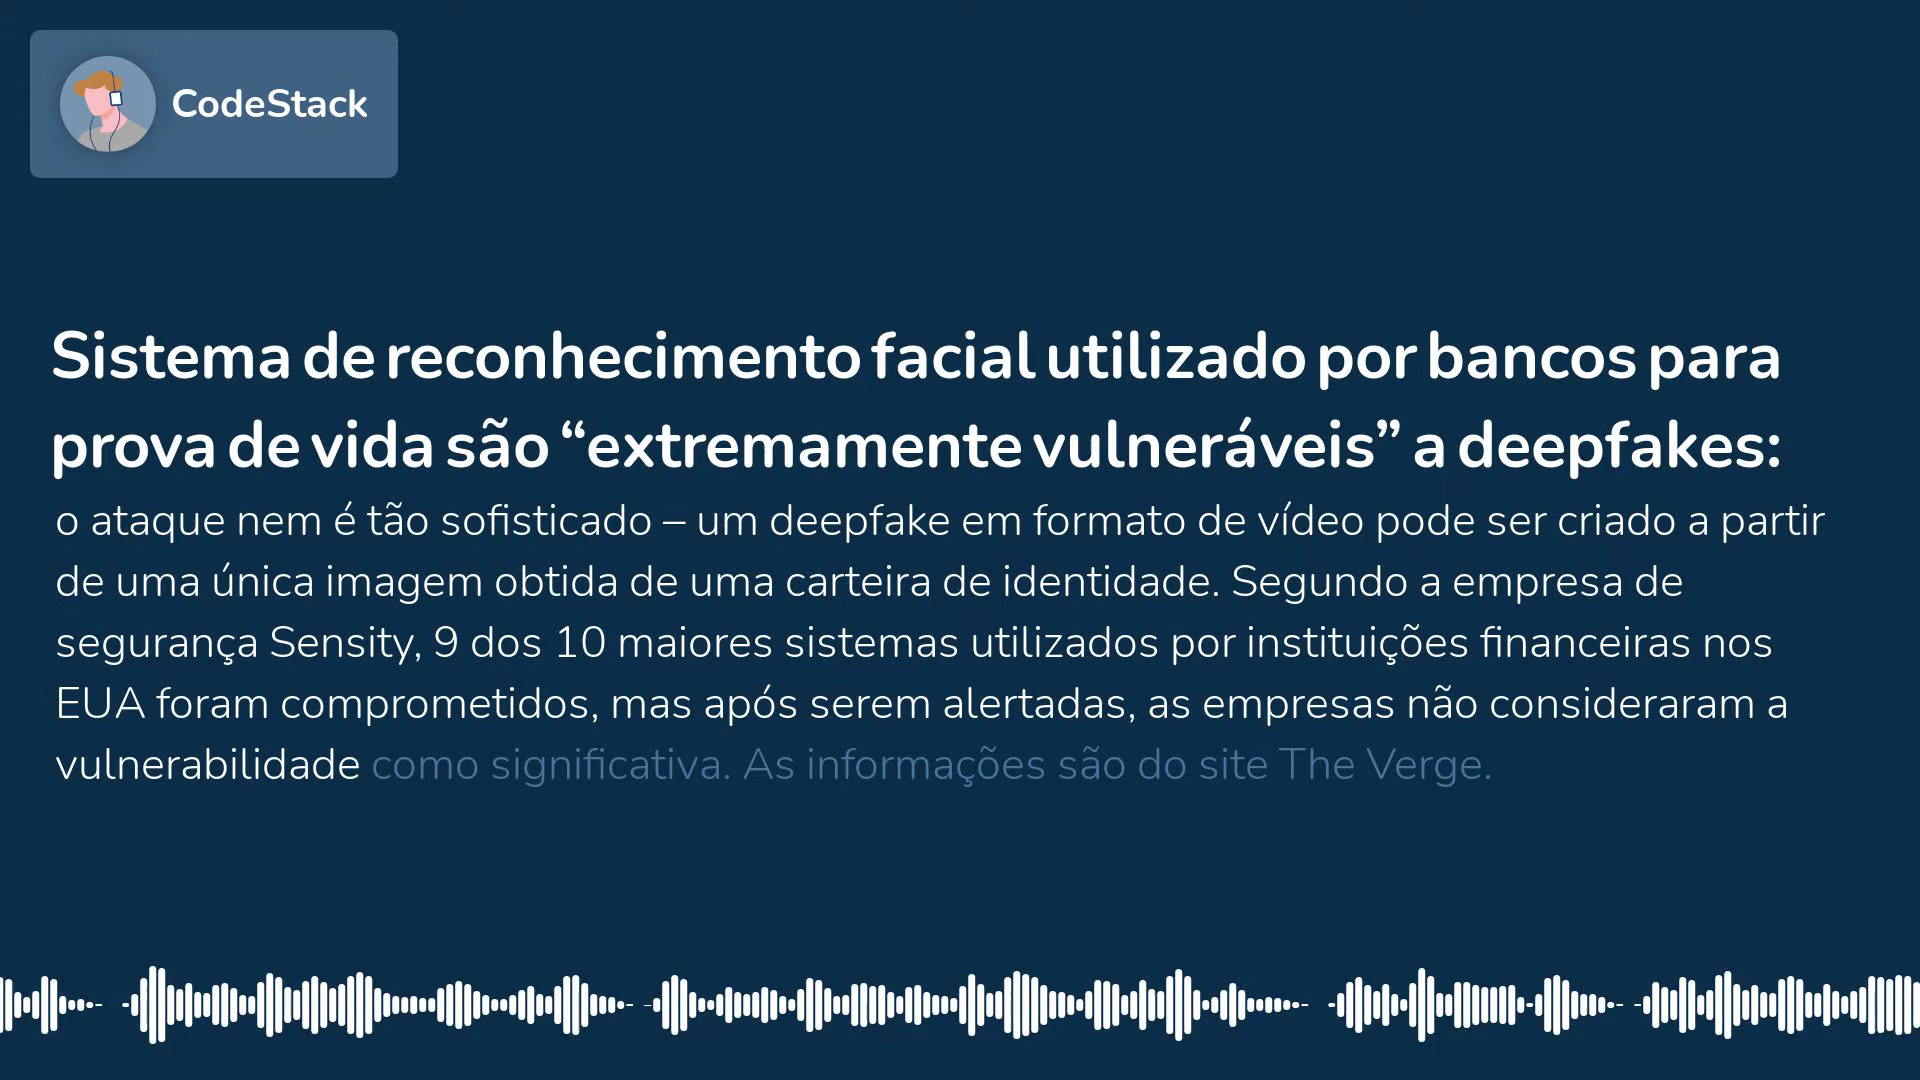 CodeStack
Sistema de reconhecimento facial utilizado por bancos para
prova de vida são “extremamente vulneráveis” a deepfakes:
o ataque nem é tão sofisticado – um deepfake em formato de vídeo pode ser criado a partir
de uma única imagem obtida de uma carteira de identidade. Segundo a empresa de
segurança Sensity, 9 dos 10 maiores sistemas utilizados por instituições financeiras nos
EUA foram comprometidos, mas após serem alertadas, as empresas não consideraram a
vulnerabilidade como significativa. As informações são do site The Verge.